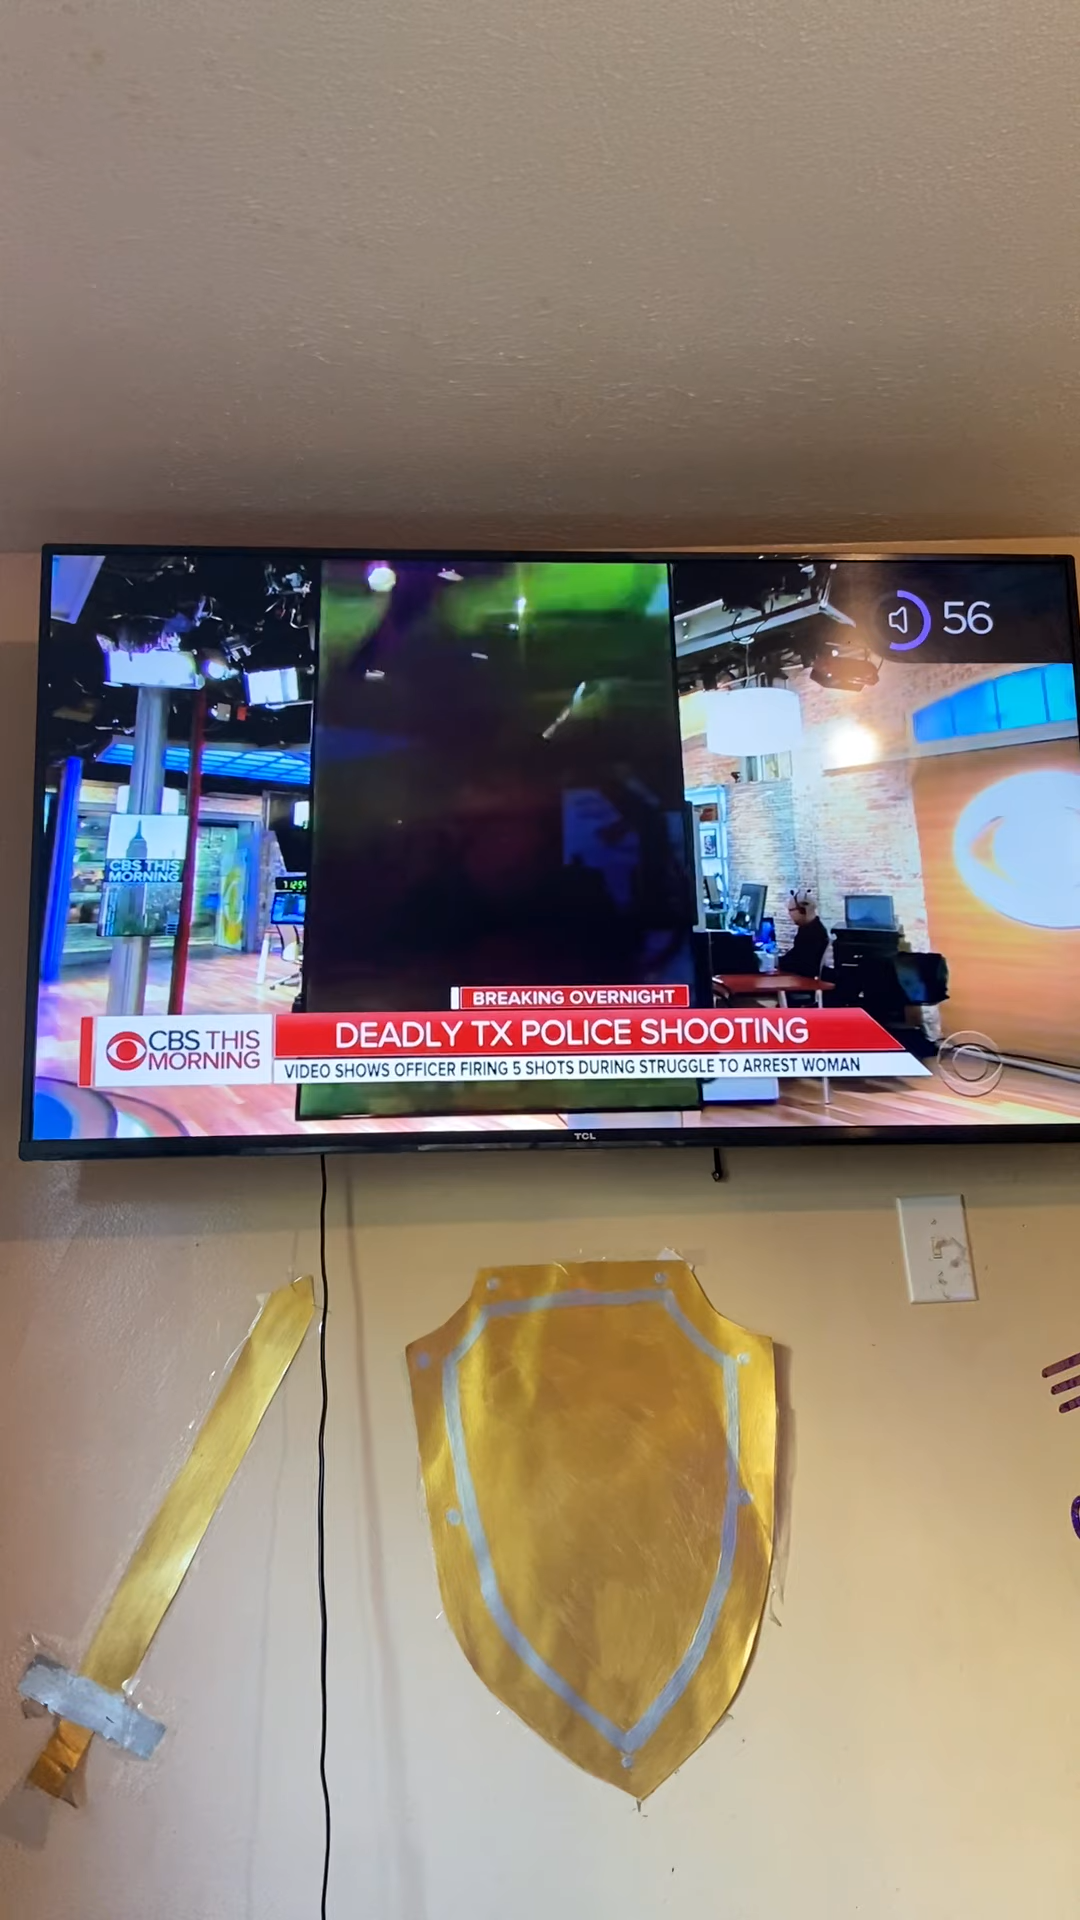 56
CBS THIS
MORNING
BREAKING OVERNIGHT
DEADLY TX POLICE SHOOTING
CBS THIS
MORNING
VIDEO SHOWS OFFICER FIRING 5 SHOTS DURING STRUGGLE TO ARREST WOMAN
TCL